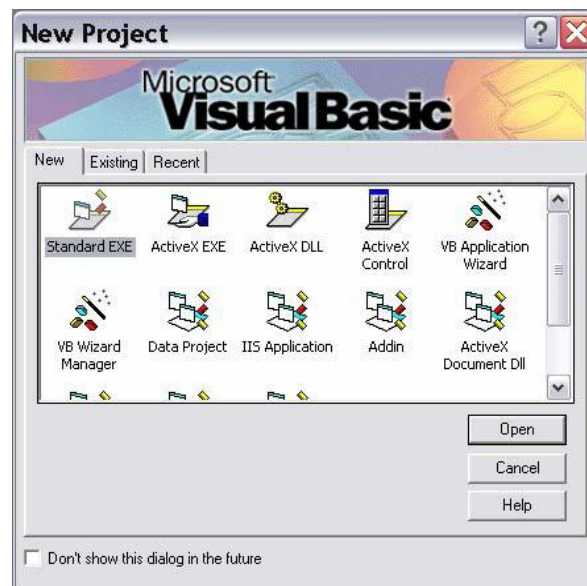 New Project
Microsoft
Visual Basic
New Existing Recent
Standard EXE ActiveX EXE ActiveX DLL ActiveX Control VB Application Wizard
VB Wizard Manager Data Project IIS Application Addin ActiveX Document Dll
Open
Cancel
Help
Don't show this dialog in the future